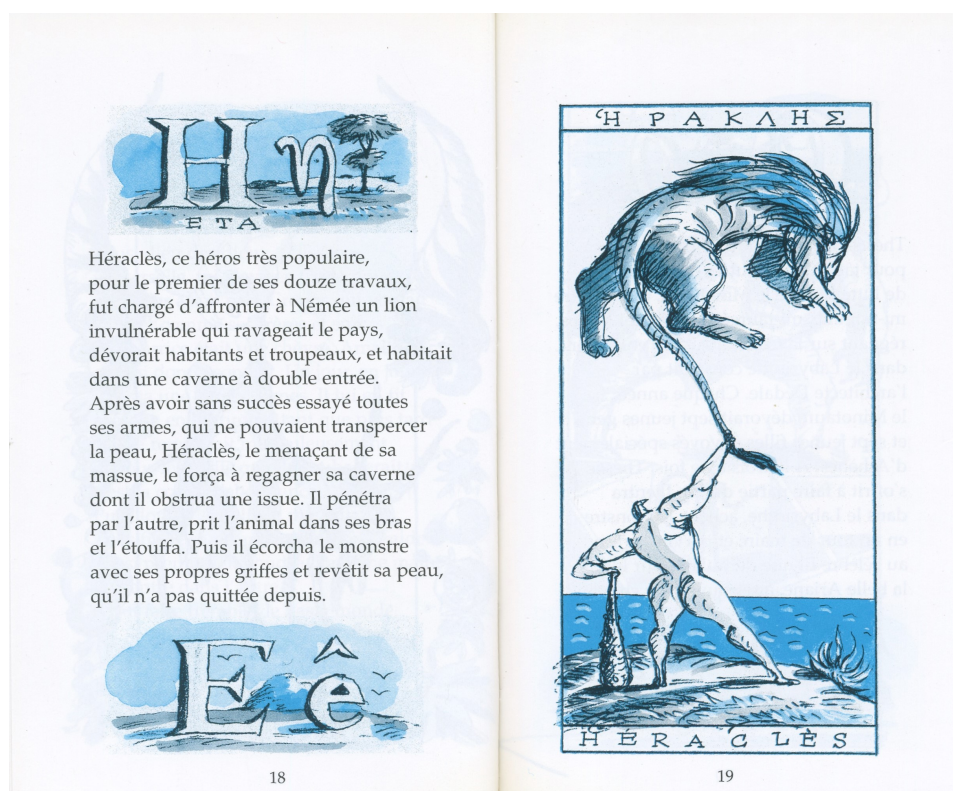 H η
ETA
Héraclès, ce héros très populaire,
pour le premier de ses douze travaux,
fut chargé d’affronter à Némée un lion
invulnérable qui ravageait le pays,
dévorait habitants et troupeaux, et habitait
dans une caverne à double entrée.
Après avoir sans succès essayé toutes
ses armes, qui ne pouvaient transpercer
la peau, Héraclès, le menaçant de sa
massue, le força à regagner sa caverne
dont il obstrua une issue. Il pénétra
par l’autre, prit l’animal dans ses bras
et l’étouffa. Puis il écorcha le monstre
avec ses propres griffes et revêtit sa peau,
qu’il n’a pas quittée depuis.
E ê
18
ἩΡΑΚΛΗΣ
HÉRACLÈS
19